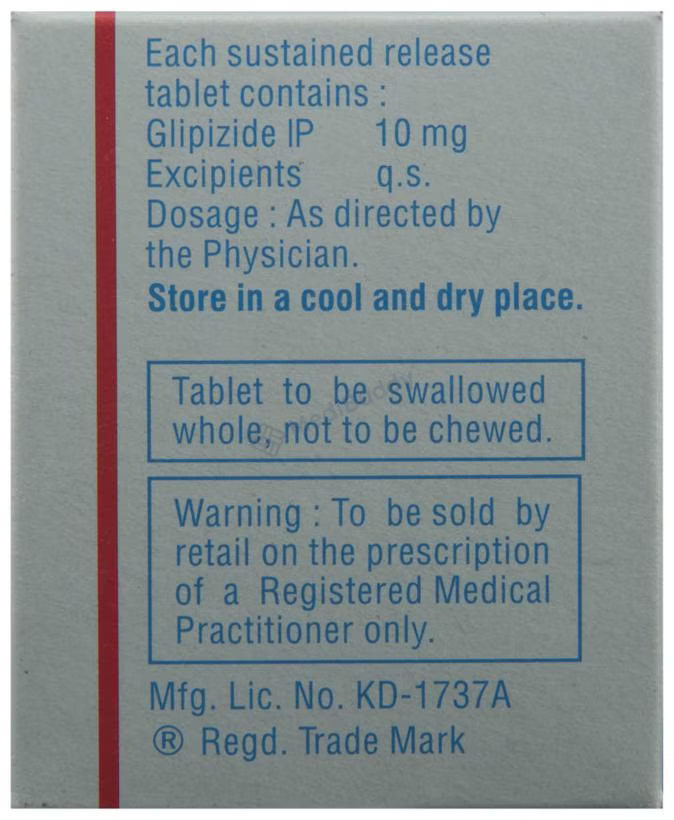 Each sustained release
tablet contains :
Glipizide IP 10 mg
Excipients q.s.
Dosage : As directed by
the Physician.
Store in a cool and dry place.
Tablet to be swallowed
whole, not to be chewed.
MediBuddy
Warning : To be sold by
retail on the prescription
of a Registered Medical
Practitioner only.
Mfg. Lic. No. KD-1737A
® Regd. Trade Mark